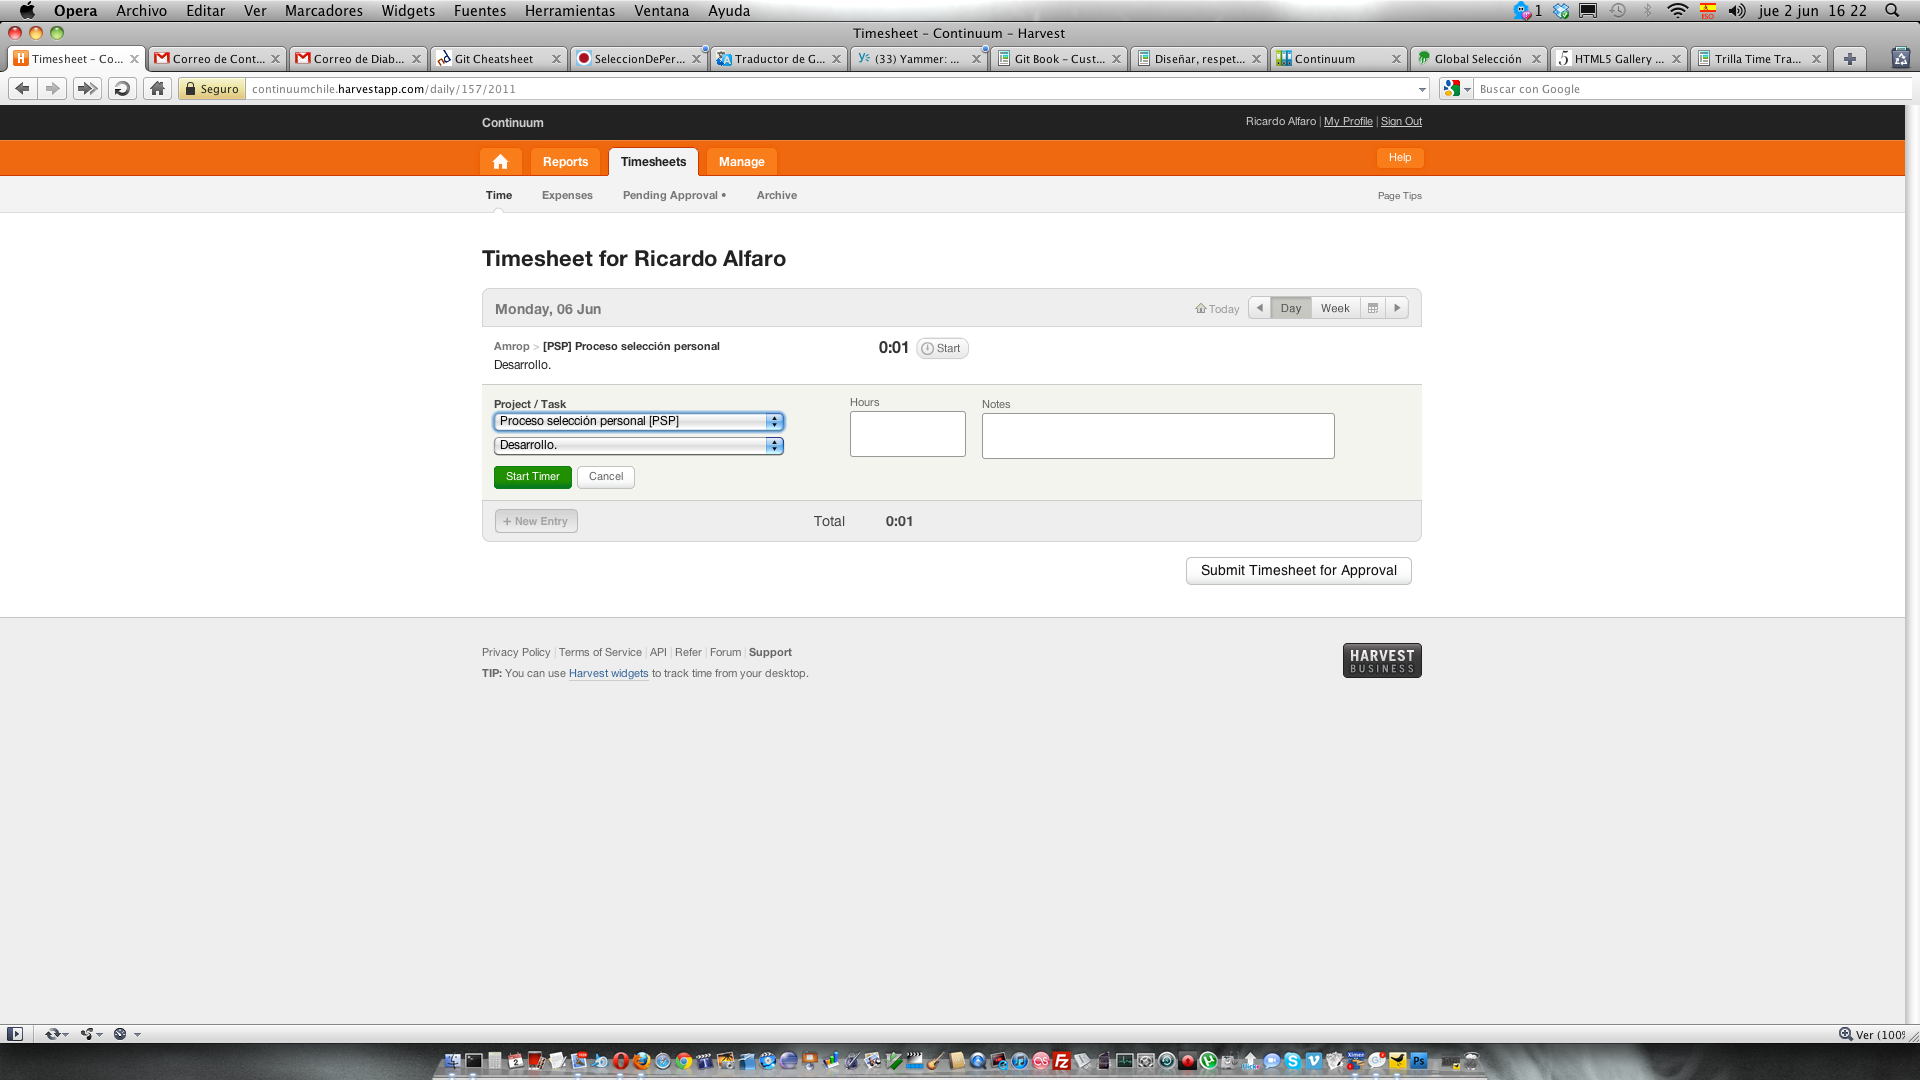 Opera Archivo Editar Ver Marcadores Widgets Fuentes Herramientas Ventana Ayuda 1 ISO jue 2 jun 16 22
Timesheet – Continuum – Harvest
Timesheet – Co... Correo de Cont... Correo de Diab... Git Cheatsheet SeleccionDePer... Traductor de G... (33) Yammer: ... Git Book – Cust... Diseñar, respet... Continuum Global Selección HTML5 Gallery ... Trilla Time Tra...
Seguro continuumchile.harvestapp.com/daily/157/2011 Buscar con Google
Continuum Ricardo Alfaro | My Profile | Sign Out
Reports Timesheets Manage Help
Time Expenses Pending Approval • Archive Page Tips
Timesheet for Ricardo Alfaro
Monday, 06 Jun Today Day Week
Amrop > [PSP] Proceso selección personal 0:01 Start
Desarrollo.
Project / Task Hours Notes
Proceso selección personal [PSP]
Desarrollo.
Start Timer Cancel
+ New Entry Total 0:01
Submit Timesheet for Approval
Privacy Policy | Terms of Service | API | Refer | Forum | Support
HARVEST
BUSINESS
TIP: You can use Harvest widgets to track time from your desktop.
Ver (100%